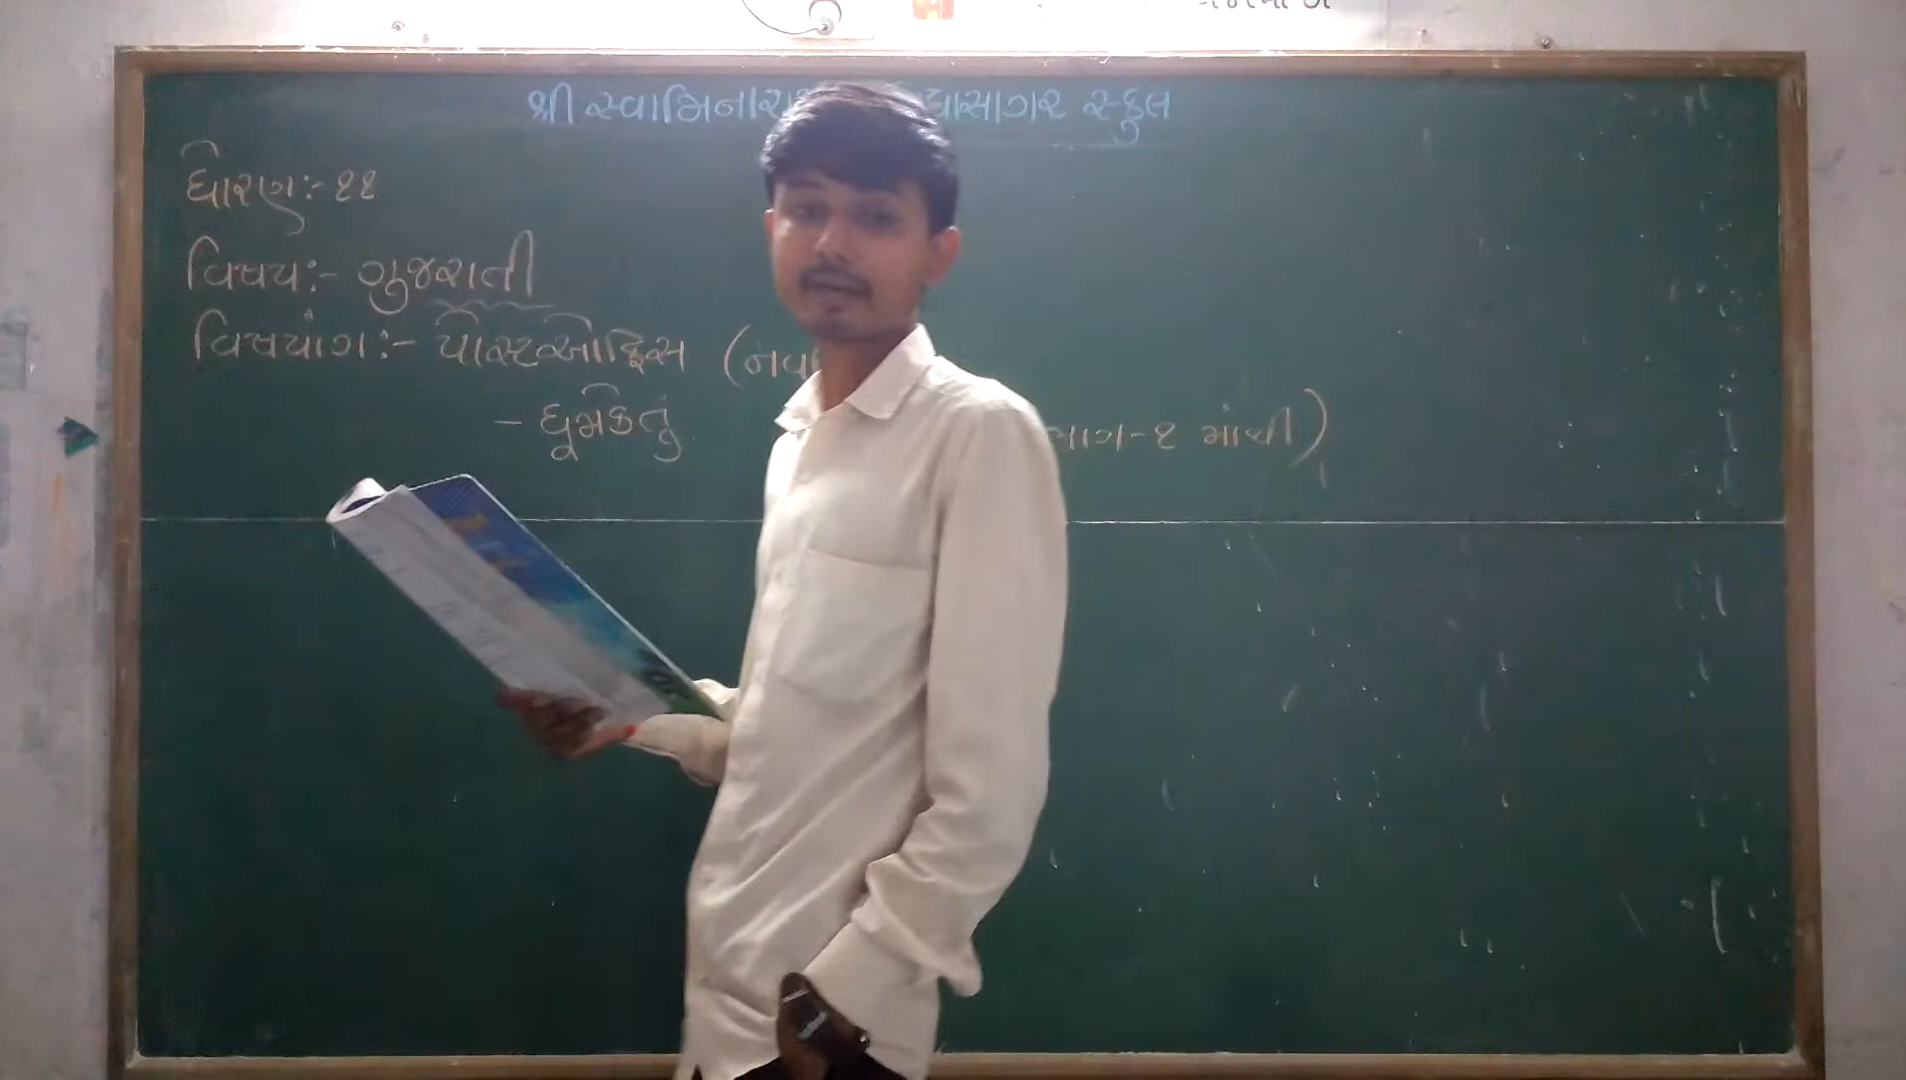 શ્રી સ્વામિનારા સાગર સ્કુલ
ધોરણ:- ૧૧
વિષય:- ગુજરાતી
વિષયાંગ:- પોસ્ટઓફિસ (નવ
- ધૂમકેતું ભાગ-૧ માંથી)